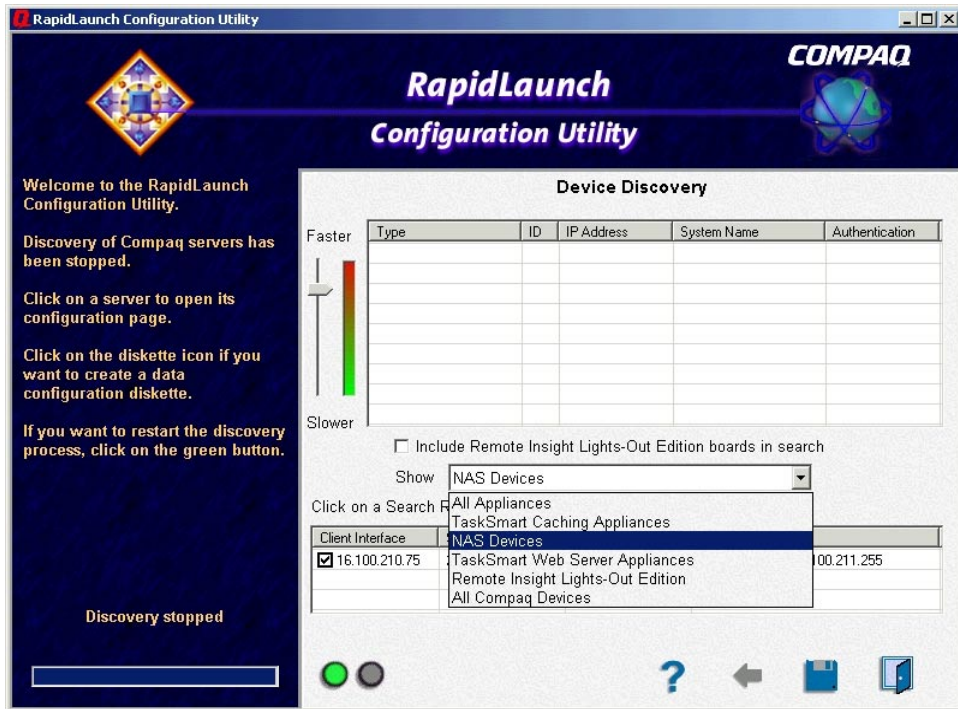 RapidLaunch Configuration Utility
COMPAQ
RapidLaunch
Configuration Utility
Welcome to the RapidLaunch
Configuration Utility.
Discovery of Compaq servers has
been stopped.
Click on a server to open its
configuration page.
Click on the diskette icon if you
want to create a data
configuration diskette.
If you want to restart the discovery
process, click on the green button.
Discovery stopped
Device Discovery
Faster
Slower
Type ID IP Address System Name Authentication
Include Remote Insight Lights-Out Edition boards in search
Show NAS Devices
All Appliances
TaskSmart Caching Appliances
NAS Devices
TaskSmart Web Server Appliances
Remote Insight Lights-Out Edition
All Compaq Devices
Click on a Search
Client Interface
16.100.210.75 100.211.255
?